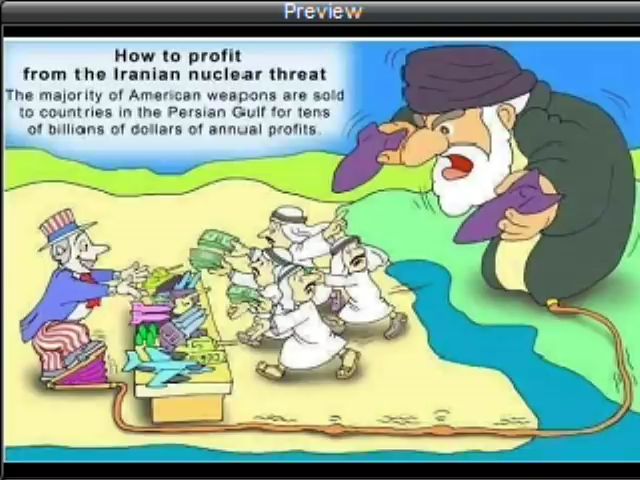 Preview
How to profit
from the Iranian nuclear threat
The majority of American weapons are sold
to countries in the Persian Gulf for tens
of billions of dollars of annual profits.